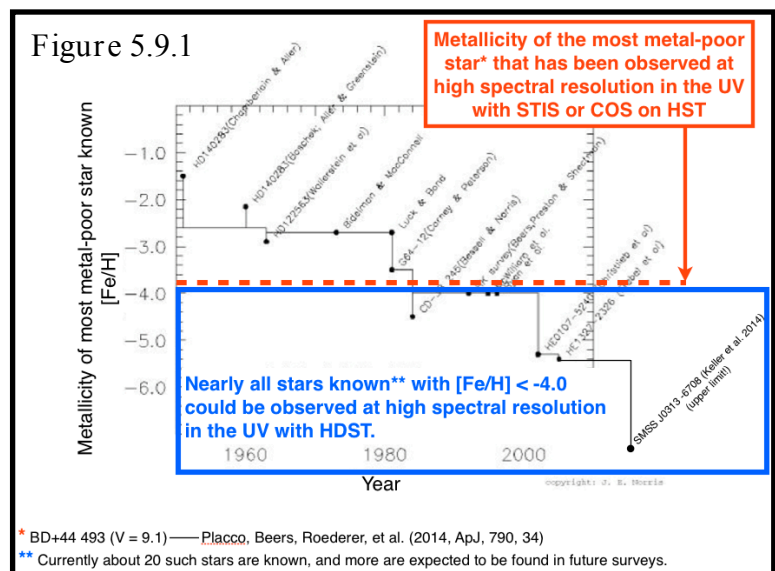 Figure 5.9.1
Metallicity of the most metal-poor
star* that has been observed at
high spectral resolution in the UV
with STIS or COS on HST
Metallicity of most metal-poor star known
[Fe/H]
-1.0
-2.0
-3.0
-4.0
-5.0
-6.0
HD140283(Chamberlain & Aller)
HD140283(Boschek, Aller & Greenstein)
HD122563(Wallerstein et al)
Bidelman & MacConnell
Luck & Bond
G64-12(Carney & Peterson)
CD-38 245(Bessell & Norris)
survey(Beers,Preston & Shectman)
et al.
HE0107-5240
HE1327-2326
SMSS J0313-6708 (Keller et al. 2014)
(upper limit!)
Nearly all stars known** with [Fe/H] < -4.0
could be observed at high spectral resolution
in the UV with HDST.
1960
1980
2000
Year
copyright: J. E. Norris
* BD+44 493 (V = 9.1) — Placco, Beers, Roederer, et al. (2014, ApJ, 790, 34)
** Currently about 20 such stars are known, and more are expected to be found in future surveys.